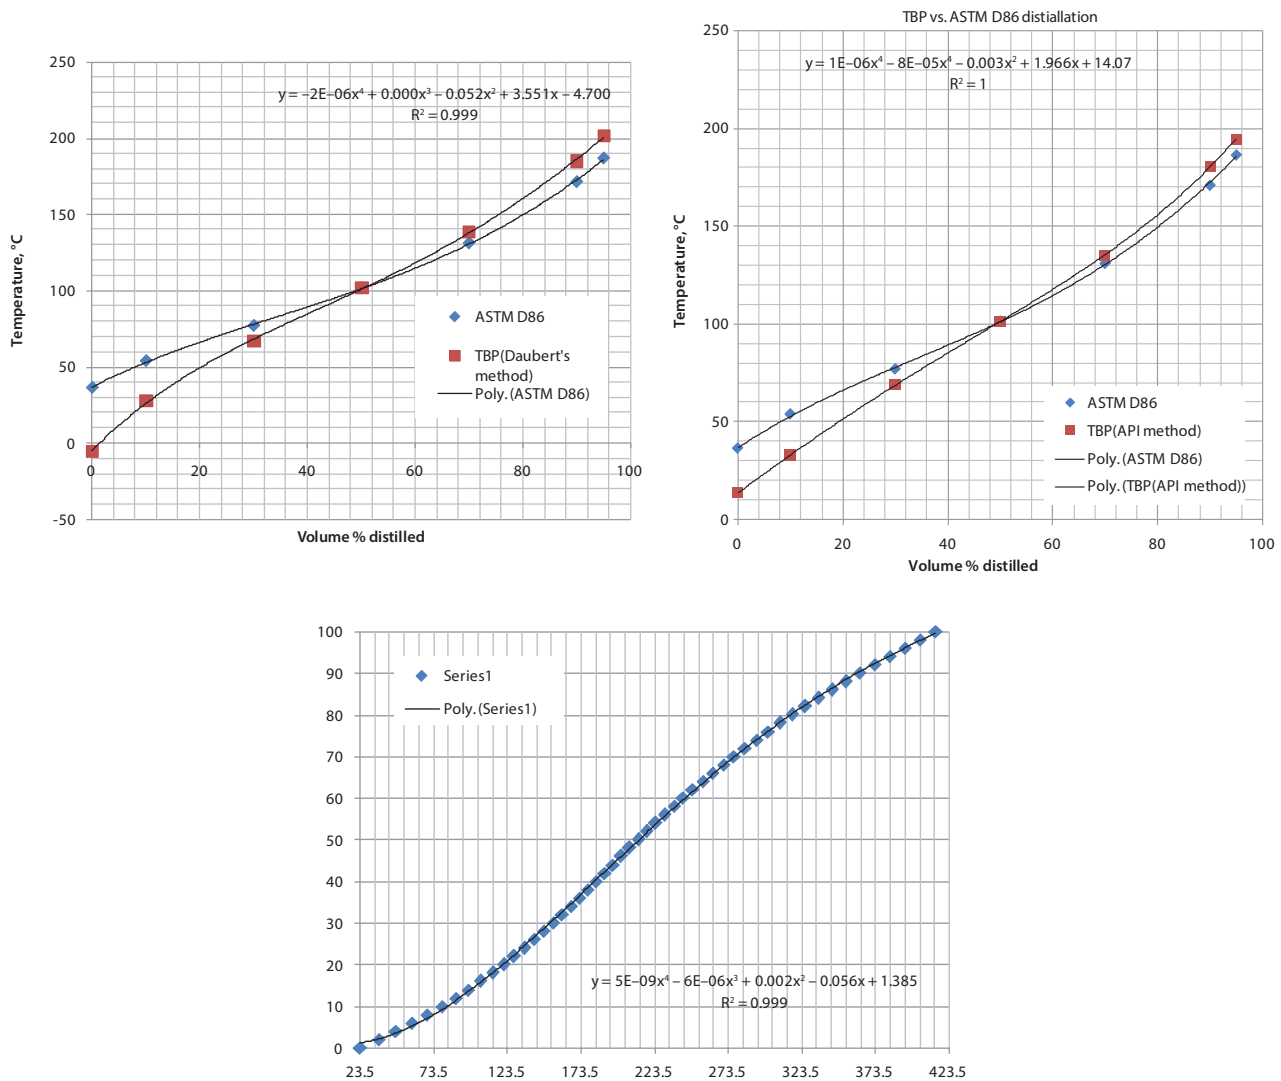 250
200
150
100
50
0
-50
Temperature, °C
y = –2E–06x⁴ + 0.000x³ – 0.052x² + 3.551x – 4.700
R² = 0.999
ASTM D86
TBP(Daubert's
method)
Poly. (ASTM D86)
0 20 40 60 80 100
Volume % distilled
TBP vs. ASTM D86 distiallation
250
200
150
100
50
0
Temperature, °C
y = 1E–06x⁴ – 8E–05x⁴ – 0.003x² + 1.966x + 14.07
R² = 1
ASTM D86
TBP(API method)
Poly. (ASTM D86)
Poly. (TBP(API method))
0 20 40 60 80 100
Volume % distilled
100
90
80
70
60
50
40
30
20
10
0
Series1
Poly. (Series1)
y = 5E–09x⁴ – 6E–06x³ + 0.002x² – 0.056x + 1.385
R² = 0.999
23.5 73.5 123.5 173.5 223.5 273.5 323.5 373.5 423.5